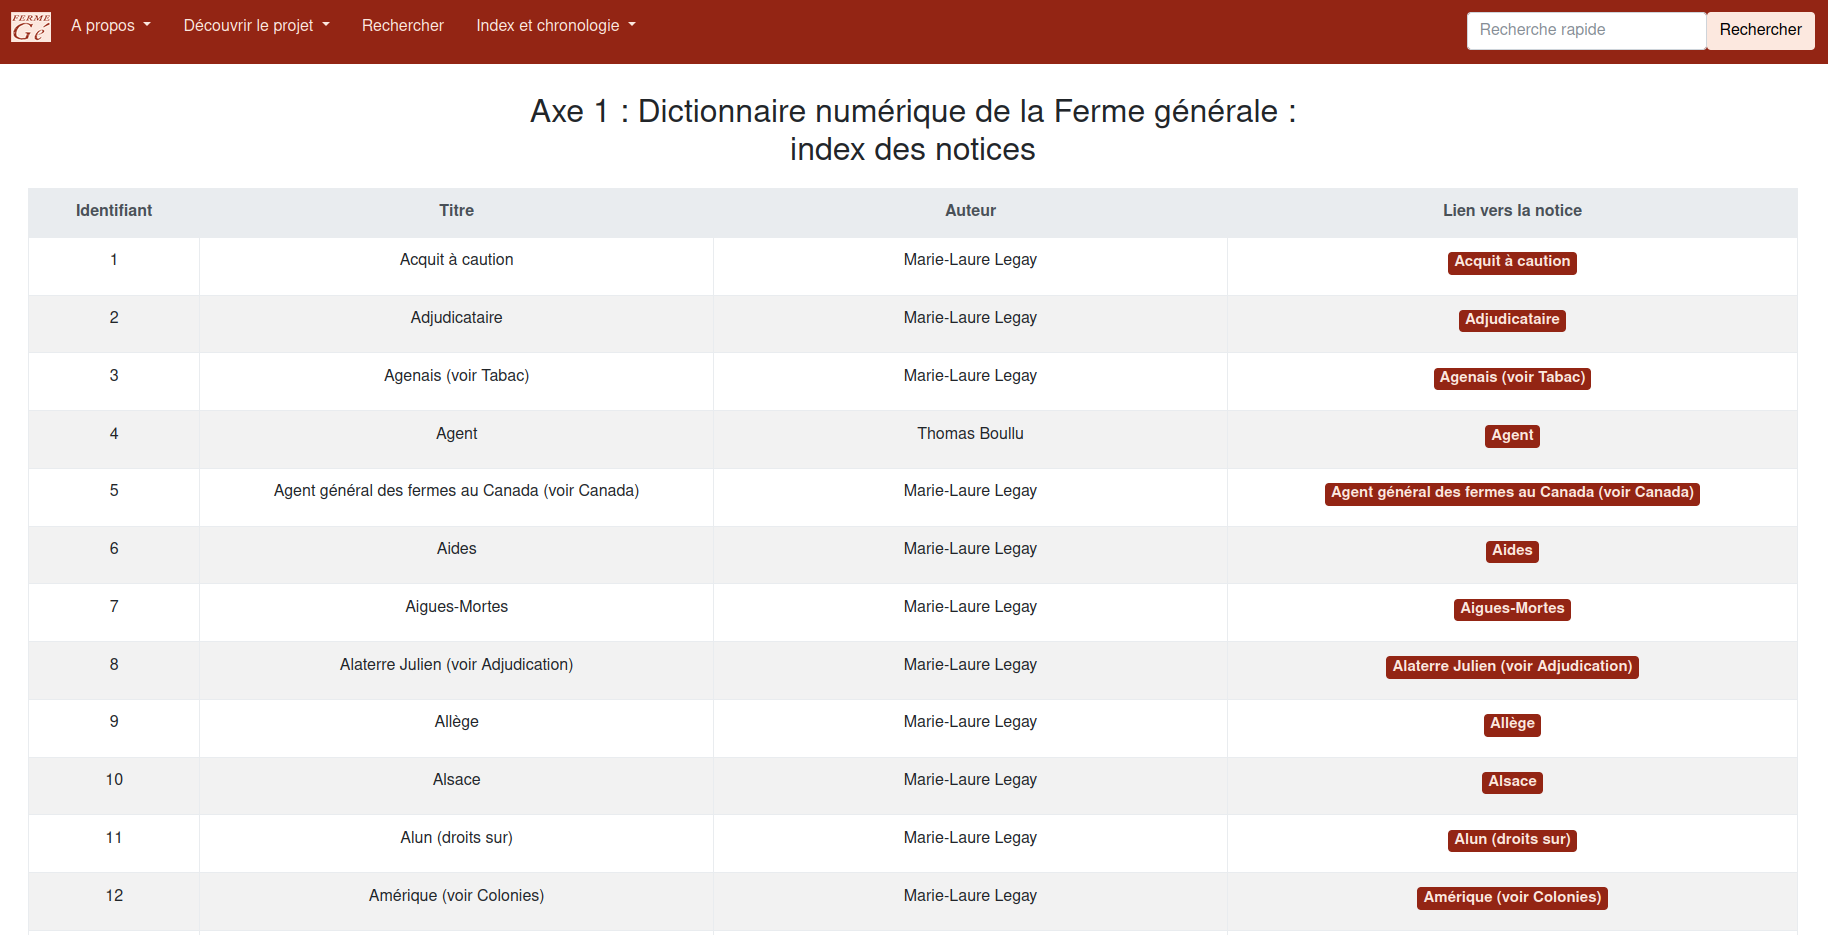 FERME
Gé
A propos
Découvrir le projet
Rechercher
Index et chronologie
Recherche rapide
Rechercher
Axe 1 : Dictionnaire numérique de la Ferme générale :
index des notices
Identifiant Titre Auteur Lien vers la notice
1 Acquit à caution Marie-Laure Legay Acquit à caution
2 Adjudicataire Marie-Laure Legay Adjudicataire
3 Agenais (voir Tabac) Marie-Laure Legay Agenais (voir Tabac)
4 Agent Thomas Boullu Agent
5 Agent général des fermes au Canada (voir Canada) Marie-Laure Legay Agent général des fermes au Canada (voir Canada)
6 Aides Marie-Laure Legay Aides
7 Aigues-Mortes Marie-Laure Legay Aigues-Mortes
8 Alaterre Julien (voir Adjudication) Marie-Laure Legay Alaterre Julien (voir Adjudication)
9 Allège Marie-Laure Legay Allège
10 Alsace Marie-Laure Legay Alsace
11 Alun (droits sur) Marie-Laure Legay Alun (droits sur)
12 Amérique (voir Colonies) Marie-Laure Legay Amérique (voir Colonies)